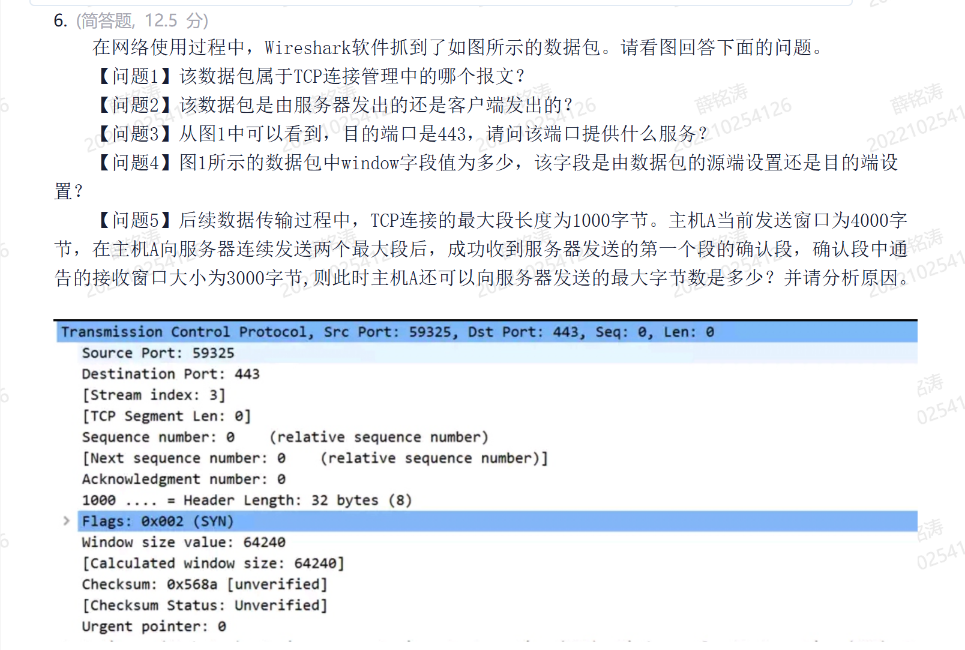 6. (简答题, 12.5 分)
在网络使用过程中，Wireshark软件抓到了如图所示的数据包。请看图回答下面的问题。
【问题1】该数据包属于TCP连接管理中的哪个报文？
【问题2】该数据包是由服务器发出的还是客户端发出的？
【问题3】从图1中可以看到，目的端口是443，请问该端口提供什么服务？
【问题4】图1所示的数据包中window字段值为多少，该字段是由数据包的源端设置还是目的端设
置？
【问题5】后续数据传输过程中，TCP连接的最大段长度为1000字节。主机A当前发送窗口为4000字
节，在主机A向服务器连续发送两个最大段后，成功收到服务器发送的第一个段的确认段，确认段中通
告的接收窗口大小为3000字节,则此时主机A还可以向服务器发送的最大字节数是多少？并请分析原因。
Transmission Control Protocol, Src Port: 59325, Dst Port: 443, Seq: 0, Len: 0
Source Port: 59325
Destination Port: 443
[Stream index: 3]
[TCP Segment Len: 0]
Sequence number: 0 (relative sequence number)
[Next sequence number: 0 (relative sequence number)]
Acknowledgment number: 0
1000 .... = Header Length: 32 bytes (8)
Flags: 0x002 (SYN)
Window size value: 64240
[Calculated window size: 64240]
Checksum: 0x568a [unverified]
[Checksum Status: Unverified]
Urgent pointer: 0
薛铭涛
202210254126